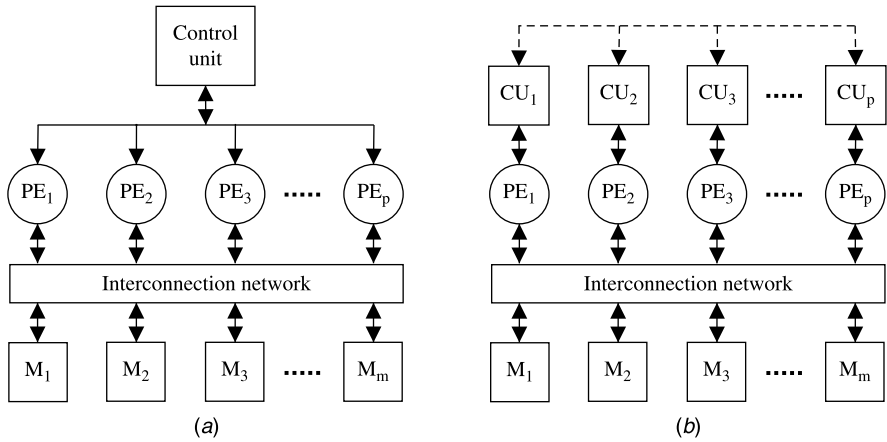 Control
unit
PE1 PE2 PE3 ..... PEp
Interconnection network
M1 M2 M3 ..... Mm
(a)
CU1 CU2 CU3 ..... CUp
PE1 PE2 PE3 ..... PEp
Interconnection network
M1 M2 M3 ..... Mm
(b)